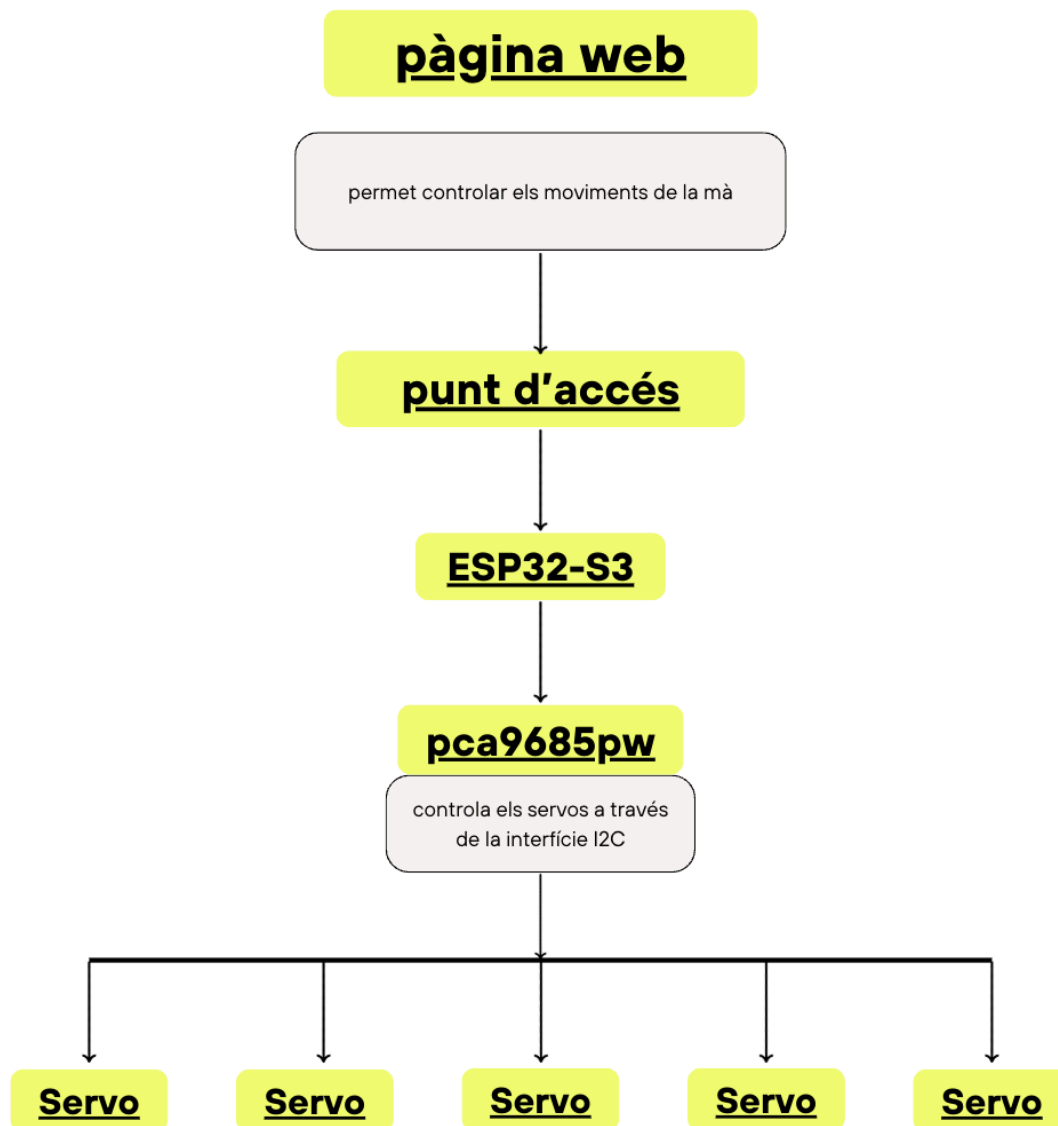 pàgina web
permet controlar els moviments de la mà
punt d'accés
ESP32-S3
pca9685pw
controla els servos a través
de la interfície I2C
Servo
Servo
Servo
Servo
Servo